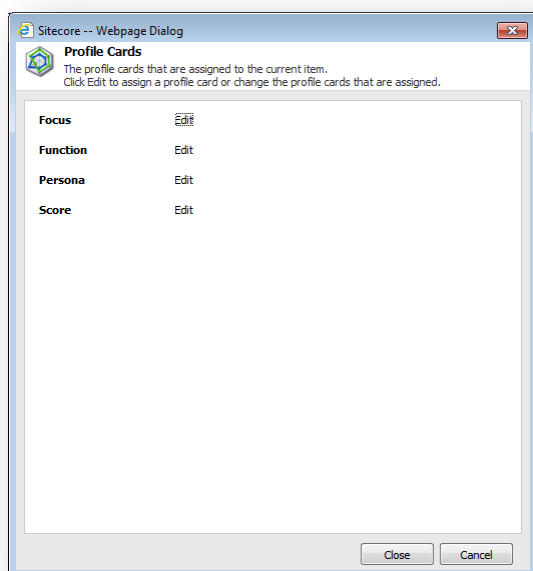 Sitecore -- Webpage Dialog
Profile Cards
The profile cards that are assigned to the current item.
Click Edit to assign a profile card or change the profile cards that are assigned.
Focus Edit
Function Edit
Persona Edit
Score Edit
Close Cancel